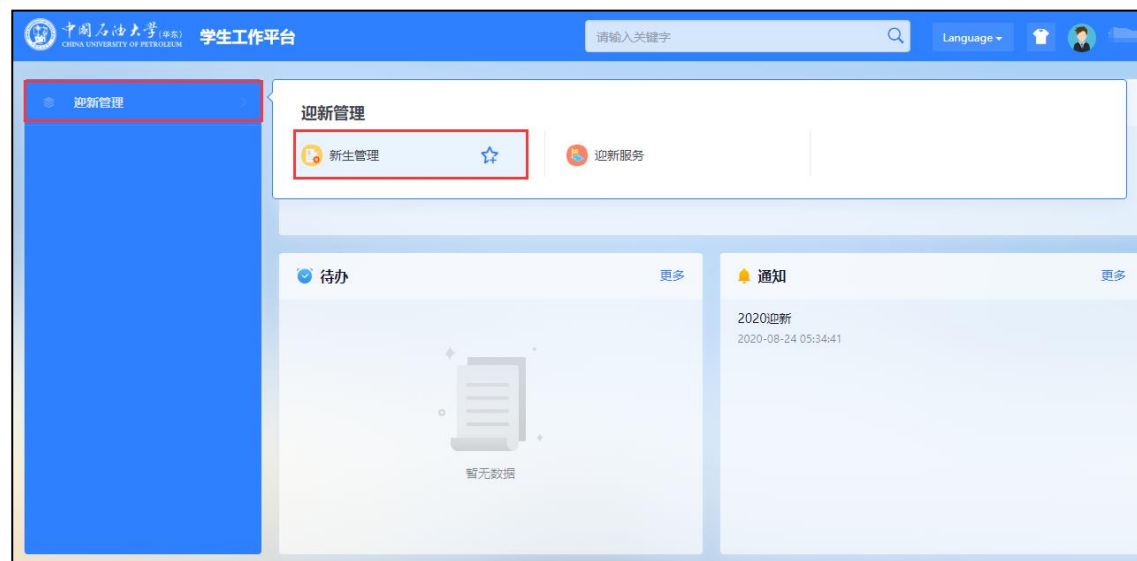 中国石油大学(华东)
CHINA UNIVERSITY OF PETROLEUM
学生工作平台
请输入关键字
Language
迎新管理
迎新管理
新生管理
迎新服务
待办
更多
通知
更多
2020迎新
2020-08-24 05:34:41
暂无数据